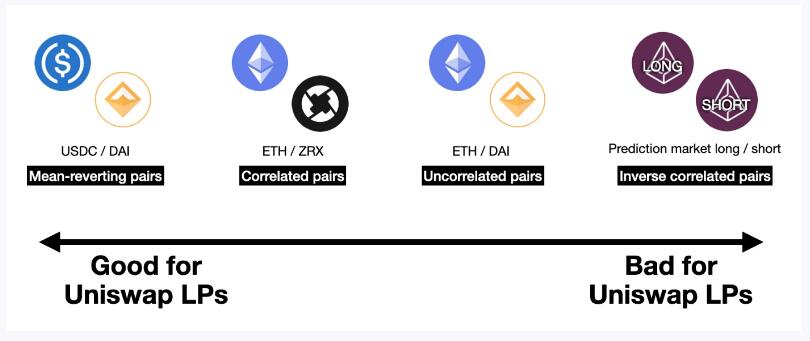 $
LONG
SHORT
USDC / DAI
ETH / ZRX
ETH / DAI
Prediction market long / short
Mean-reverting pairs
Correlated pairs
Uncorrelated pairs
Inverse correlated pairs
Good for
Uniswap LPs
Bad for
Uniswap LPs